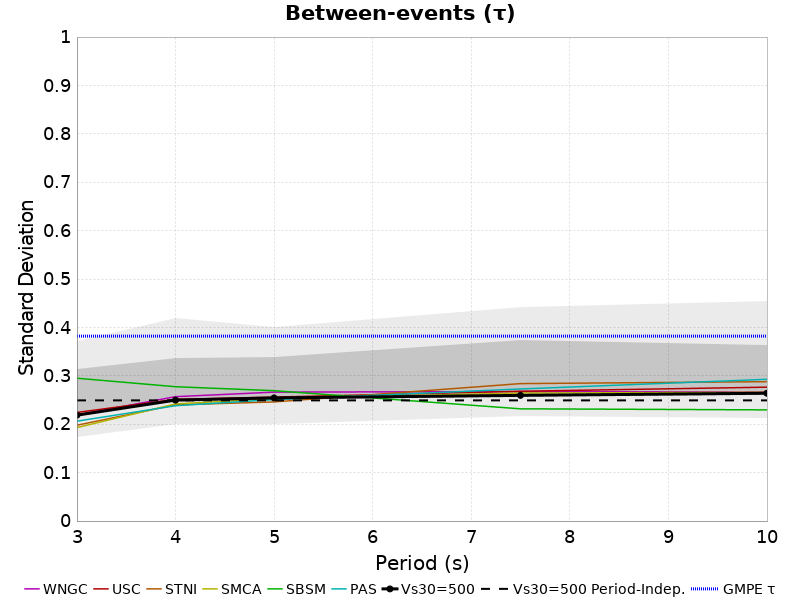 Between-events (τ)
Standard Deviation
1
0.9
0.8
0.7
0.6
0.5
0.4
0.3
0.2
0.1
0
3 4 5 6 7 8 9 10
Period (s)
WNGC USC STNI SMCA SBSM PAS Vs30=500 Vs30=500 Period-Indep. GMPE τ